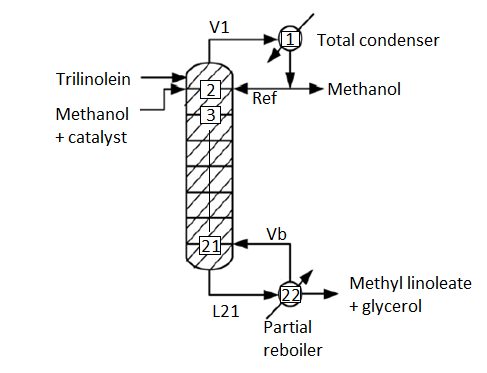 V1
1
Total condenser
Trilinolein
2
Ref
Methanol
Methanol
+ catalyst
3
21
Vb
L21
22
Methyl linoleate
+ glycerol
Partial
reboiler